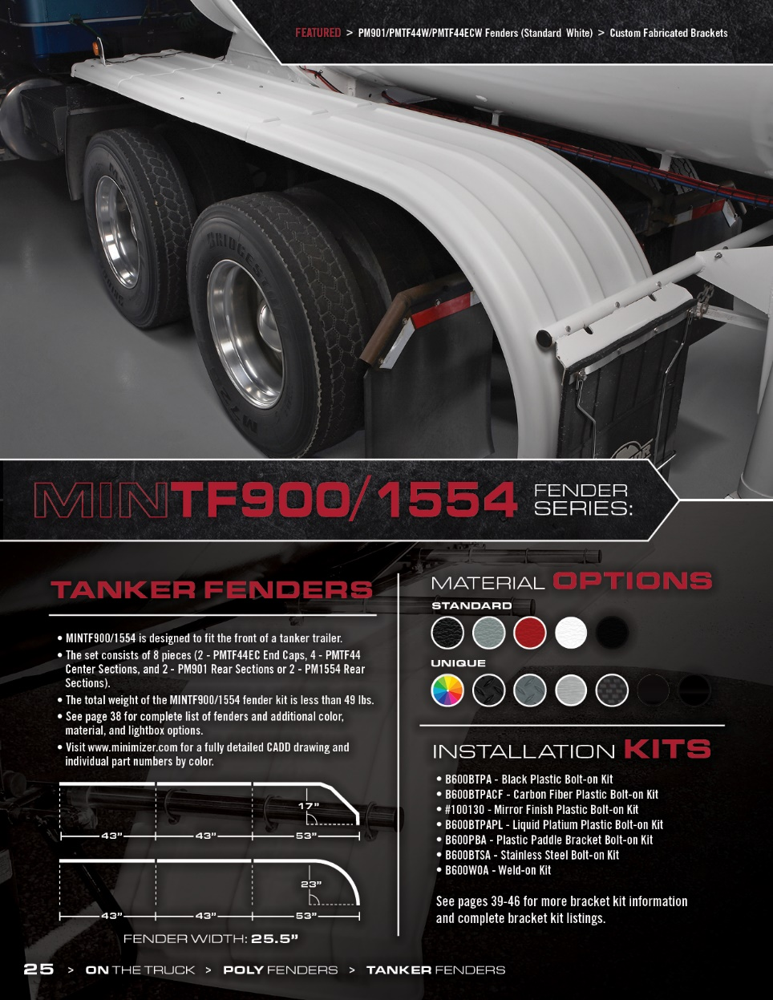 FEATURED > PM901/PMTF44W/PMTF44ECW Fenders (Standard White) > Custom Fabricated Brackets
BRIDGESTONE
MINTF900/1554 FENDER
SERIES:
TANKER FENDERS
• MINTF900/1554 is designed to fit the front of a tanker trailer.
• The set consists of 8 pieces (2 - PMTF44EC End Caps, 4 - PMTF44
Center Sections, and 2 - PM901 Rear Sections or 2 - PM1554 Rear
Sections).
• The total weight of the MINTF900/1554 fender kit is less than 49 lbs.
• See page 38 for complete list of fenders and additional color,
material, and lightbox options.
• Visit www.minimizer.com for a fully detailed CADD drawing and
individual part numbers by color.
17”
43” 43” 53”
23”
43” 43” 53”
FENDER WIDTH: 25.5”
MATERIAL OPTIONS
STANDARD
UNIQUE
INSTALLATION KITS
• B600BTPA - Black Plastic Bolt-on Kit
• B600BTPACF - Carbon Fiber Plastic Bolt-on Kit
• #100130 - Mirror Finish Plastic Bolt-on Kit
• B600BTPAPL - Liquid Platium Plastic Bolt-on Kit
• B600PBA - Plastic Paddle Bracket Bolt-on Kit
• B600BTSA - Stainless Steel Bolt-on Kit
• B600WOA - Weld-on Kit
See pages 39-46 for more bracket kit information
and complete bracket kit listings.
25 > ON THE TRUCK > POLY FENDERS > TANKER FENDERS